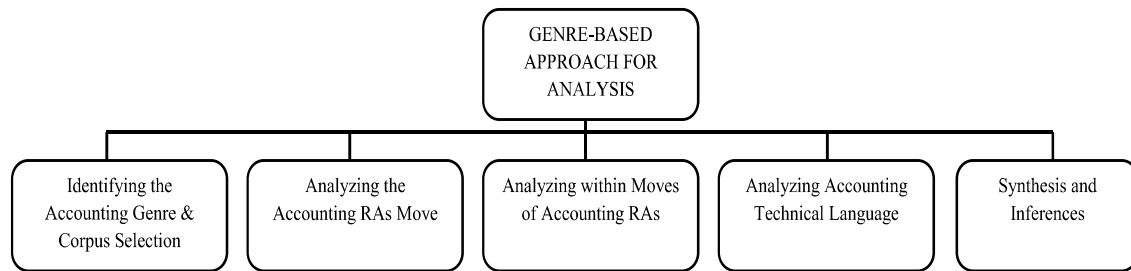 GENRE-BASED
APPROACH FOR
ANALYSIS
Identifying the
Accounting Genre &
Corpus Selection
Analyzing the
Accounting RAs Move
Analyzing within Moves
of Accounting RAs
Analyzing Accounting
Technical Language
Synthesis and
Inferences